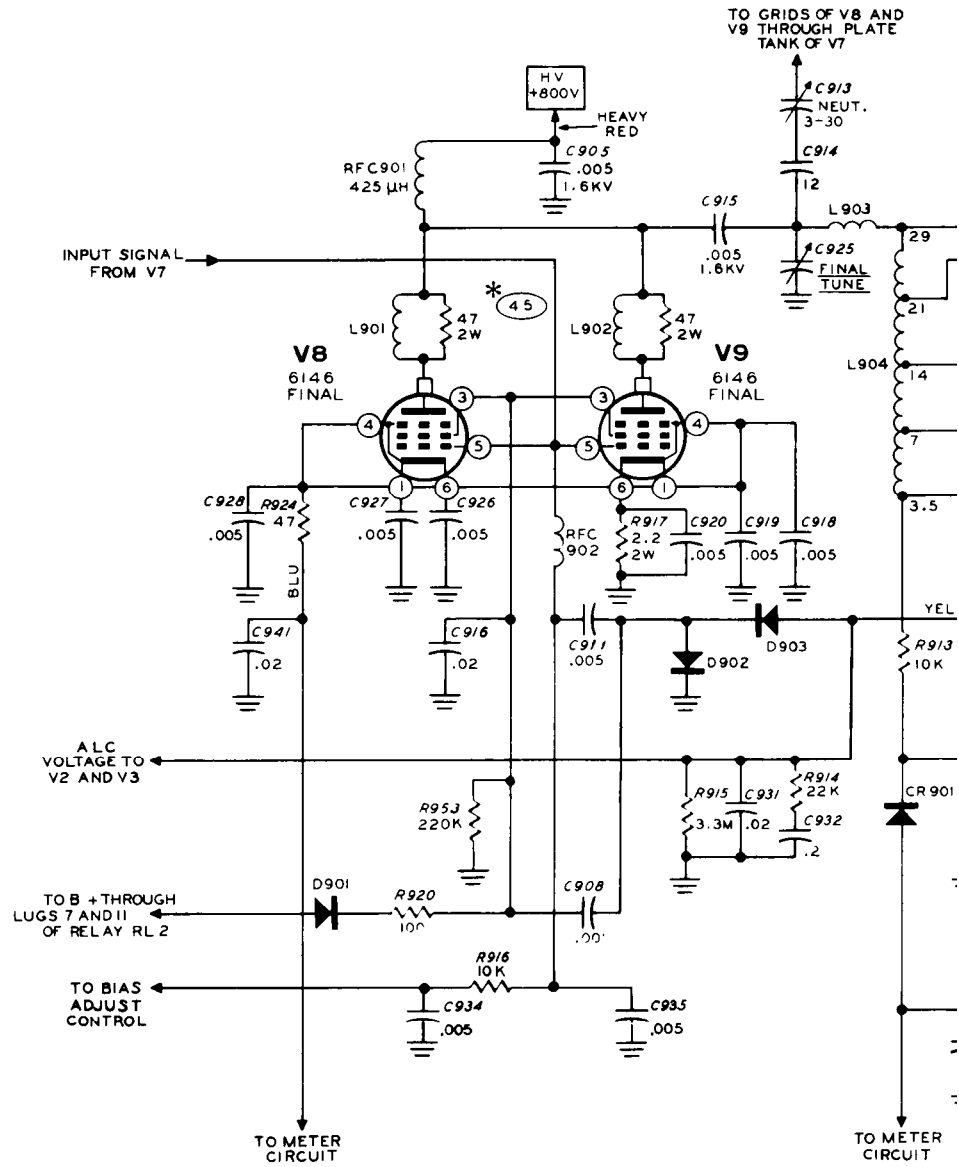 TO GRIDS OF V8 AND
V9 THROUGH PLATE
TANK OF V7
C913
NEUT.
3-30
HV
+800V
HEAVY
RED
C905
.005
1.6KV
RFC901
425 µH
C914
12
C915
.005
1.6KV
L903
29
C925
FINAL
TUNE
INPUT SIGNAL
FROM V7
* 45
21
L901
47
2W
L902
47
2W
L904
14
V8
6146
FINAL
V9
6146
FINAL
7
3
3
4
4
5
5
1
6
6
1
3.5
C928
.005
R924
47
C927
.005
C926
.005
RFC
902
R917
2.2
2W
C920
.005
C919
.005
C918
.005
BLU
C941
.02
C916
.02
C911
.005
D902
D903
YEL
R913
10K
ALC
VOLTAGE TO
V2 AND V3
R953
220K
R915
3.3M
C931
.02
R914
22K
C932
.2
CR901
D901
R920
C908
TO B + THROUGH
LUGS 7 AND 11
OF RELAY RL2
R916
10K
TO BIAS
ADJUST
CONTROL
C934
.005
C935
.005
TO METER
CIRCUIT
TO METER
CIRCUIT